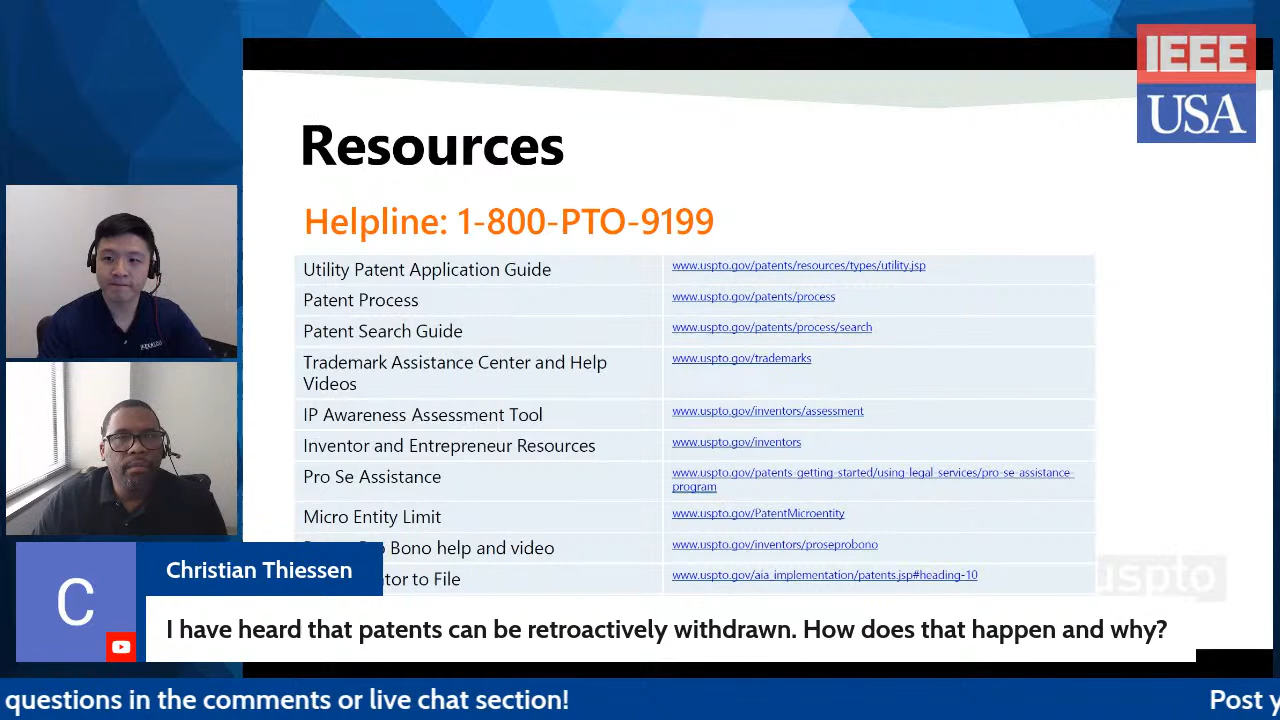 IEEE
USA
Resources
Helpline: 1-800-PTO-9199
Utility Patent Application Guide
www.uspto.gov/patents/resources/types/utility.jsp
Patent Process
www.uspto.gov/patents/process
Patent Search Guide
www.uspto.gov/patents/process/search
Trademark Assistance Center and Help
Videos
www.uspto.gov/trademarks
IP Awareness Assessment Tool
www.uspto.gov/inventors/assessment
Inventor and Entrepreneur Resources
www.uspto.gov/inventors
Pro Se Assistance
www.uspto.gov/patents-getting-started/using-legal-services/pro-se-assistance-
program
Micro Entity Limit
www.uspto.gov/PatentMicroentity
Bono help and video
www.uspto.gov/inventors/proseprobono
to File
www.uspto.gov/aia_implementation/patents.jsp#heading-10
uspto
C
Christian Thiessen
I have heard that patents can be retroactively withdrawn. How does that happen and why?
questions in the comments or live chat section!
Post y